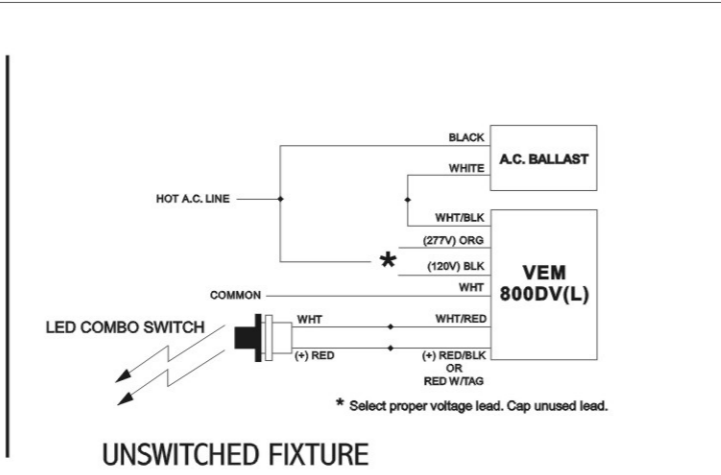 BLACK
A.C. BALLAST
WHITE
HOT A.C. LINE
WHT/BLK
(277V) ORG
*
(120V) BLK
VEM
800DV(L)
WHT
COMMON
LED COMBO SWITCH
WHT
WHT/RED
(+) RED
(+) RED/BLK
OR
RED W/TAG
* Select proper voltage lead. Cap unused lead.
UNSWITCHED FIXTURE